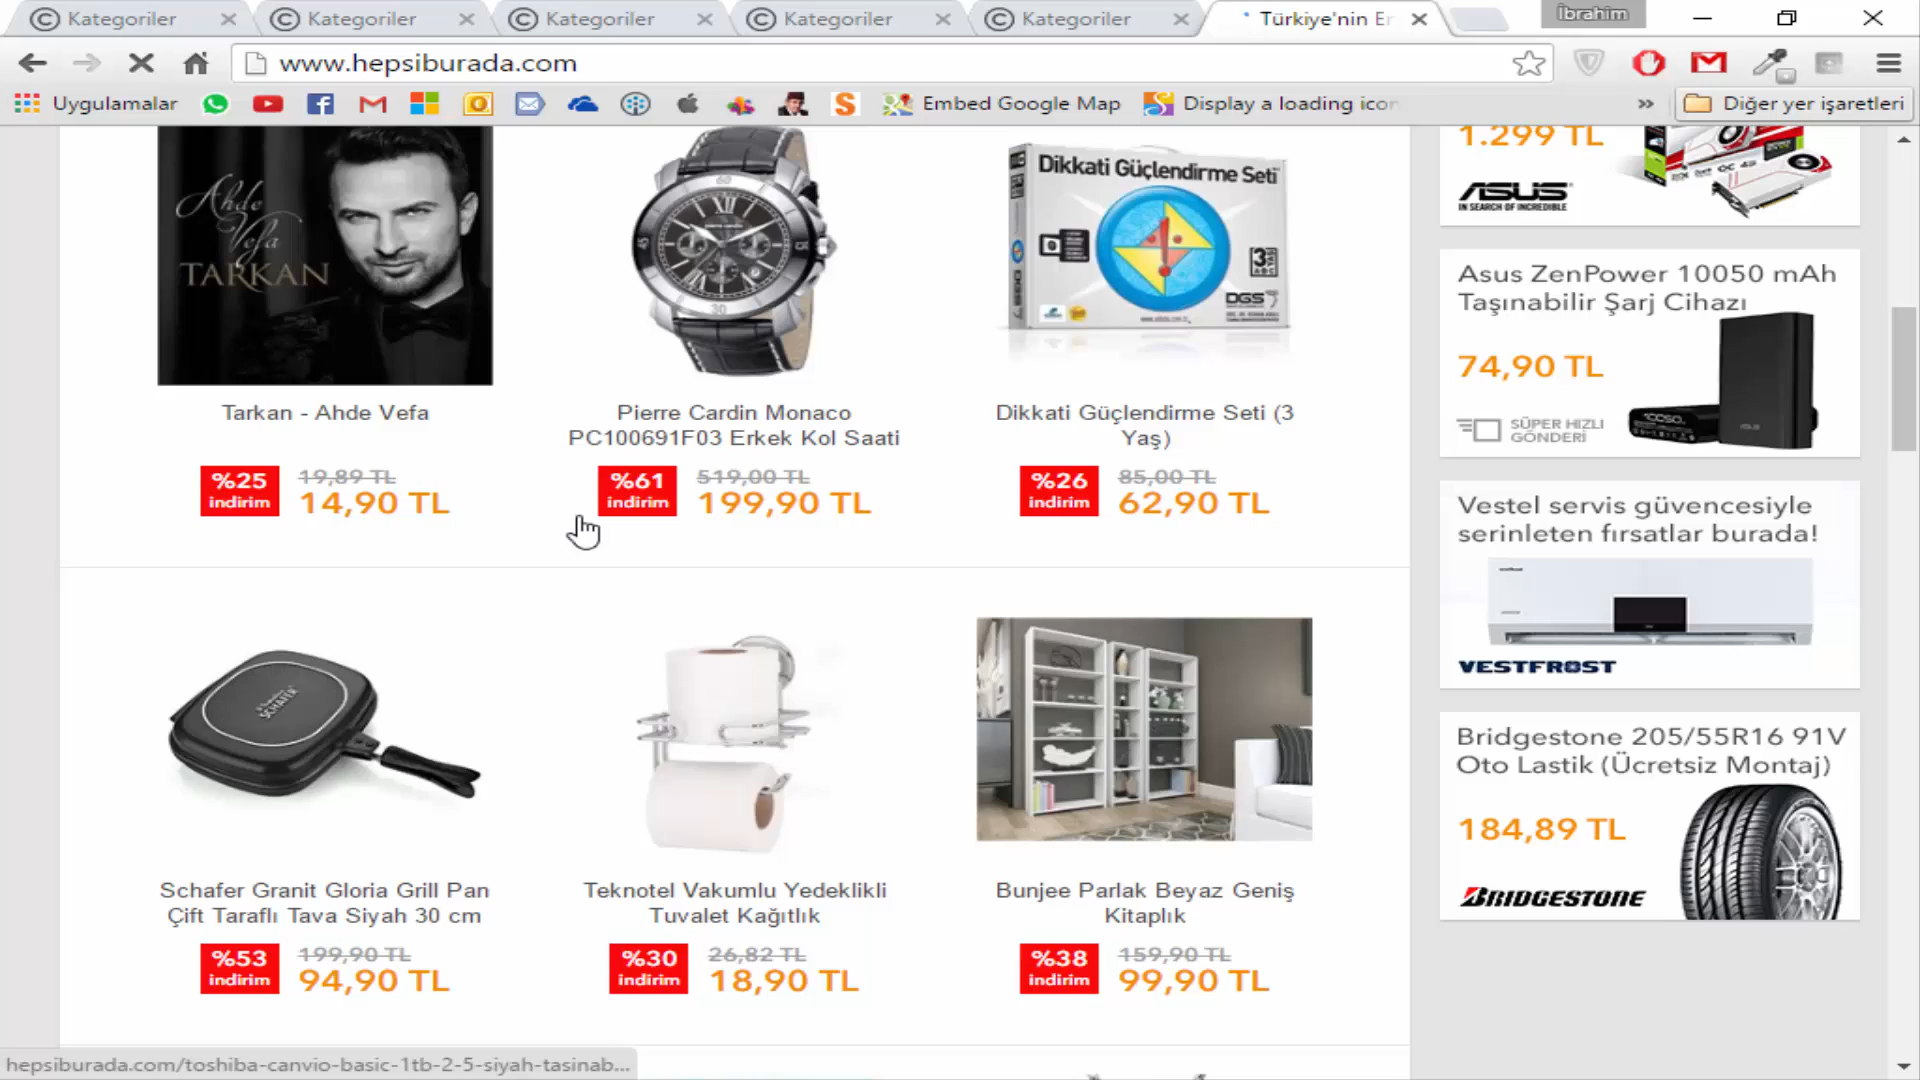 Kategoriler
Kategoriler
Kategoriler
Kategoriler
Kategoriler
Türkiye'nin Er
İbrahim
www.hepsiburada.com
Uygulamalar
Embed Google Map
Display a loading icon
Diğer yer işaretleri
Ahde
Vefa
TARKAN
Tarkan - Ahde Vefa
%25
indirim
19,89 TL
14,90 TL
Pierre Cardin Monaco
PC100691F03 Erkek Kol Saati
%61
indirim
519,00 TL
199,90 TL
Dikkati Güçlendirme Seti
DGS
Dikkati Güçlendirme Seti (3
Yaş)
%26
indirim
85,00 TL
62,90 TL
SCHAFER
Schafer Granit Gloria Grill Pan
Çift Taraflı Tava Siyah 30 cm
%53
indirim
199,90 TL
94,90 TL
Teknotel Vakumlu Yedeklikli
Tuvalet Kağıtlık
%30
indirim
26,82 TL
18,90 TL
Bunjee Parlak Beyaz Geniş
Kitaplık
%38
indirim
159,90 TL
99,90 TL
1.299 TL
ASUS
IN SEARCH OF INCREDIBLE
Asus ZenPower 10050 mAh
Taşınabilir Şarj Cihazı
74,90 TL
SÜPER HIZLI
GÖNDERİ
Vestel servis güvencesiyle
serinleten fırsatlar burada!
VESTFROST
Bridgestone 205/55R16 91V
Oto Lastik (Ücretsiz Montaj)
184,89 TL
BRIDGESTONE
hepsiburada.com/toshiba-canvio-basic-1tb-2-5-siyah-tasinab...